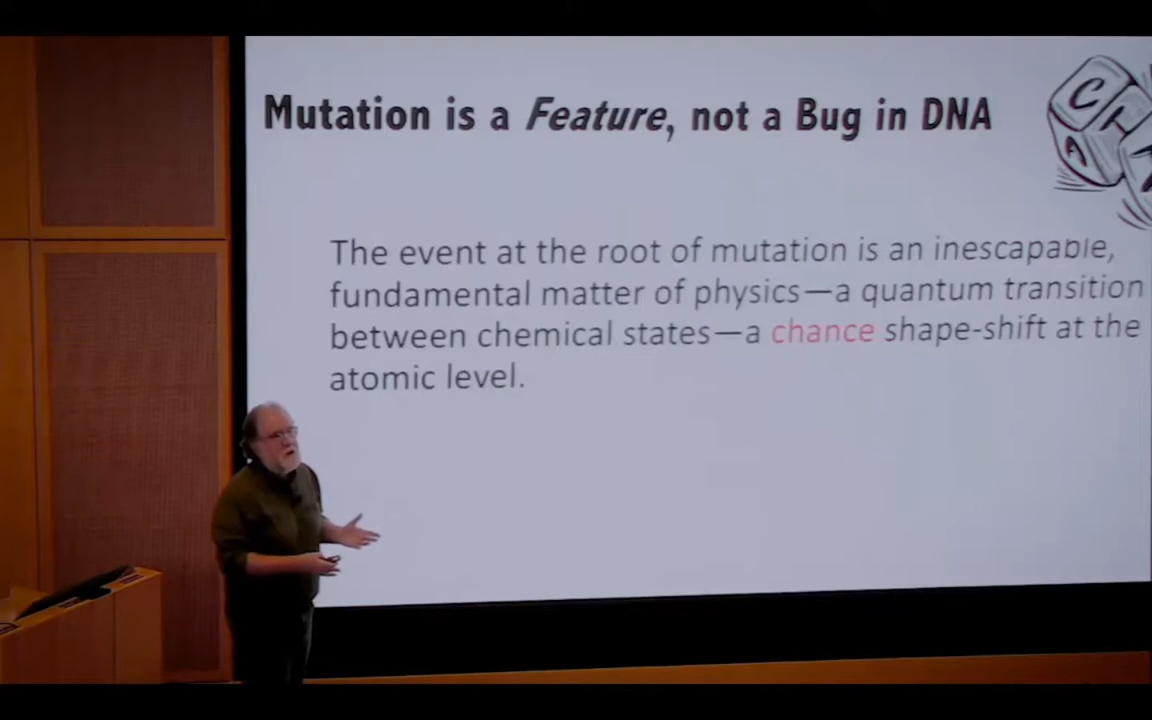 Mutation is a Feature, not a Bug in DNA
The event at the root of mutation is an inescapable,
fundamental matter of physics—a quantum transition
between chemical states—a chance shape-shift at the
atomic level.
C
A